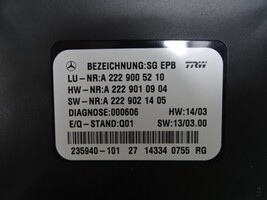 BEZEICHNUNG:SG EPB TRW
LU-NR:A 222 900 52 10
HW-NR:A 222 901 09 04
SW-NR:A 222 902 14 05
DIAGNOSE:000606 HW:14/03
E/Q-STAND:Q01 SW:13/03.00
235940-101 27 14334 0755 RG